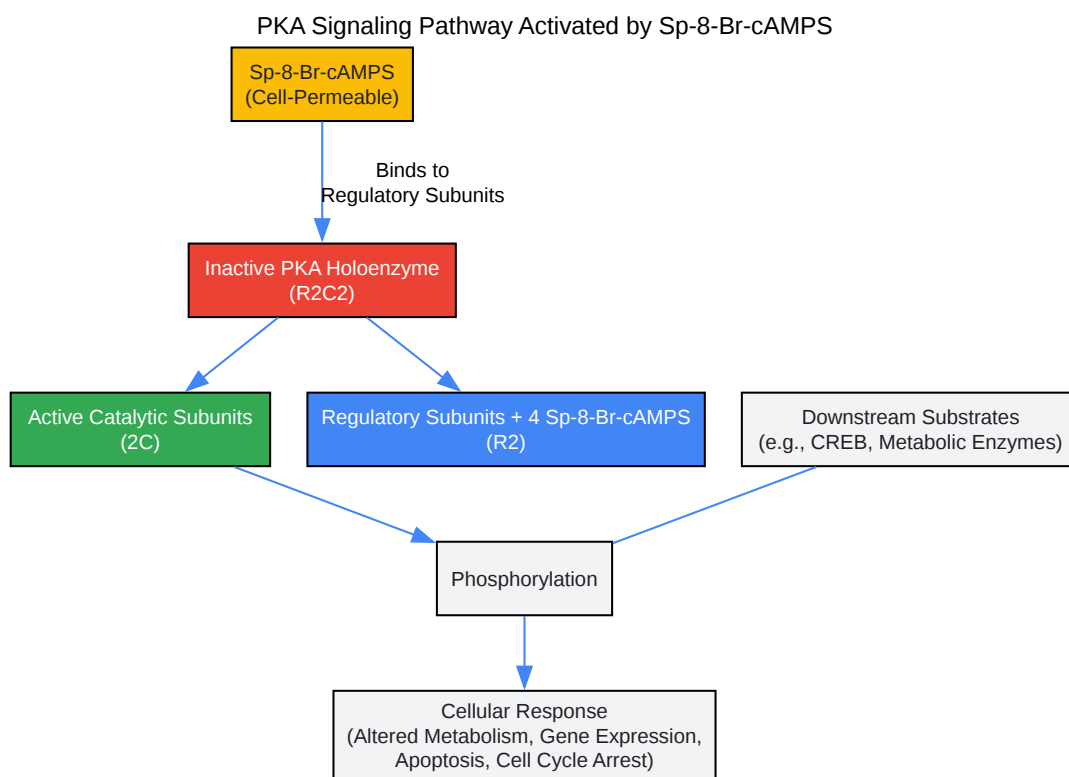 PKA Signaling Pathway Activated by Sp-8-Br-cAMPS
Sp-8-Br-cAMPS
(Cell-Permeable)
Binds to
Regulatory Subunits
Inactive PKA Holoenzyme
(R2C2)
Active Catalytic Subunits
(2C)
Regulatory Subunits + 4 Sp-8-Br-cAMPS
(R2)
Downstream Substrates
(e.g., CREB, Metabolic Enzymes)
Phosphorylation
Cellular Response
(Altered Metabolism, Gene Expression,
Apoptosis, Cell Cycle Arrest)